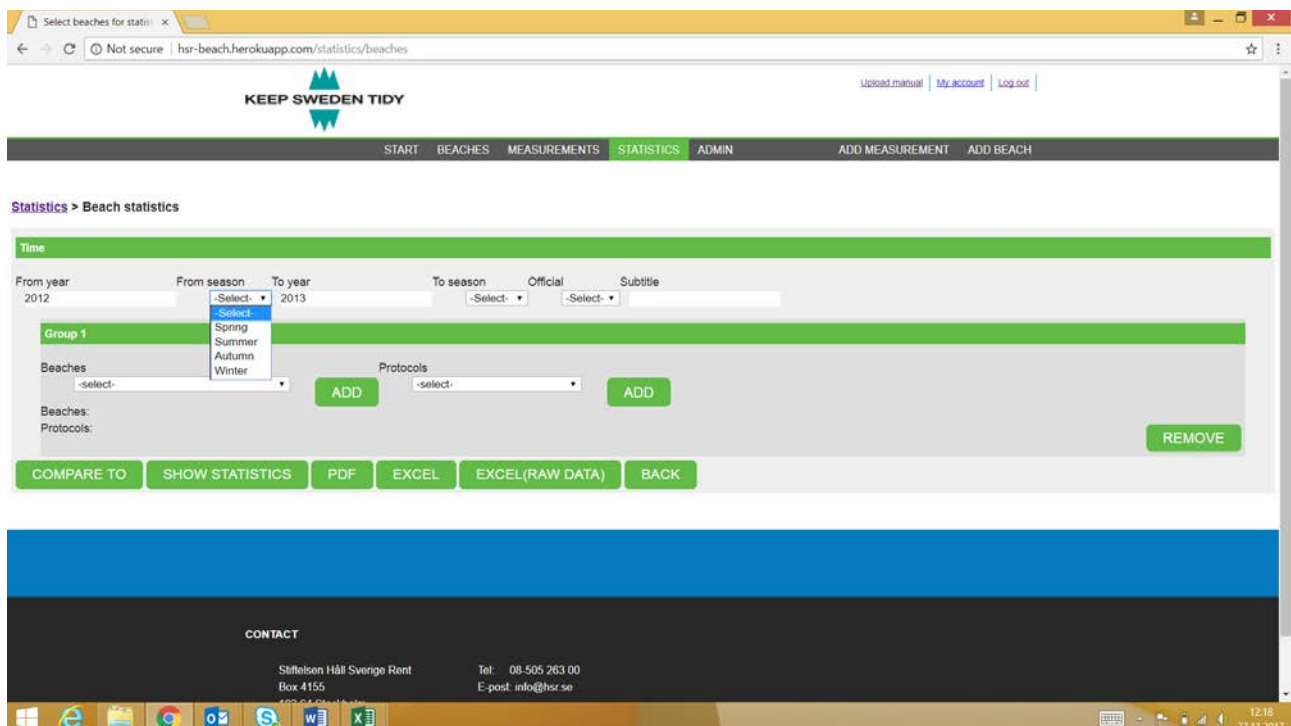 Select beaches for statis
Not secure | hsr-beach.herokuapp.com/statistics/beaches
KEEP SWEDEN TIDY
Upload manual | My account | Log out
START BEACHES MEASUREMENTS STATISTICS ADMIN ADD MEASUREMENT ADD BEACH
Statistics > Beach statistics
Time
From year From season To year To season Official Subtitle
2012 -Select- 2013 -Select- -Select-
-Select-
Spring
Summer
Autumn
Winter
Group 1
Beaches Protocols
-select- ADD -select- ADD
Beaches:
Protocols:
REMOVE
COMPARE TO SHOW STATISTICS PDF EXCEL EXCEL(RAW DATA) BACK
CONTACT
Stiftelsen Håll Sverige Rent Tel: 08-505 263 00
Box 4155 E-post: info@hsr.se
12.18
27.11.2017